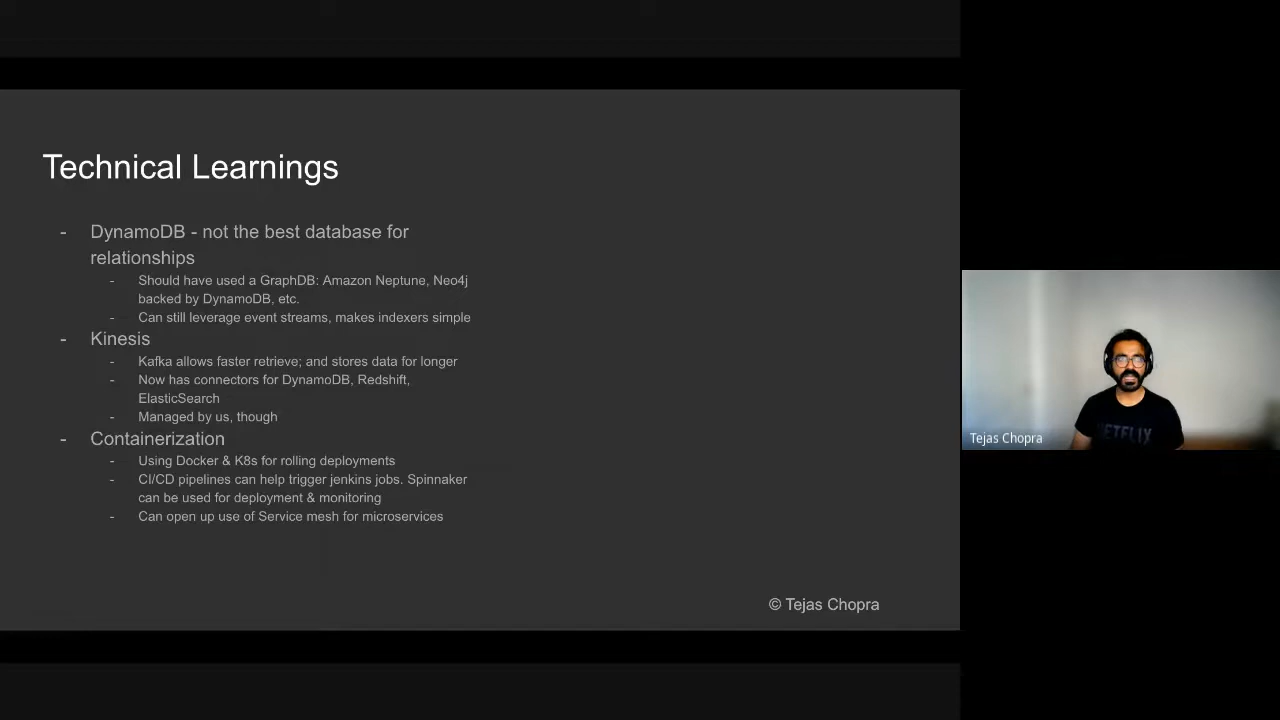 Technical Learnings
- DynamoDB - not the best database for
relationships
- Should have used a GraphDB: Amazon Neptune, Neo4j
backed by DynamoDB, etc.
- Can still leverage event streams, makes indexers simple
- Kinesis
- Kafka allows faster retrieve; and stores data for longer
- Now has connectors for DynamoDB, Redshift,
ElasticSearch
- Managed by us, though
- Containerization
- Using Docker & K8s for rolling deployments
- CI/CD pipelines can help trigger jenkins jobs. Spinnaker
can be used for deployment & monitoring
- Can open up use of Service mesh for microservices
© Tejas Chopra
NETFLIX
Tejas Chopra